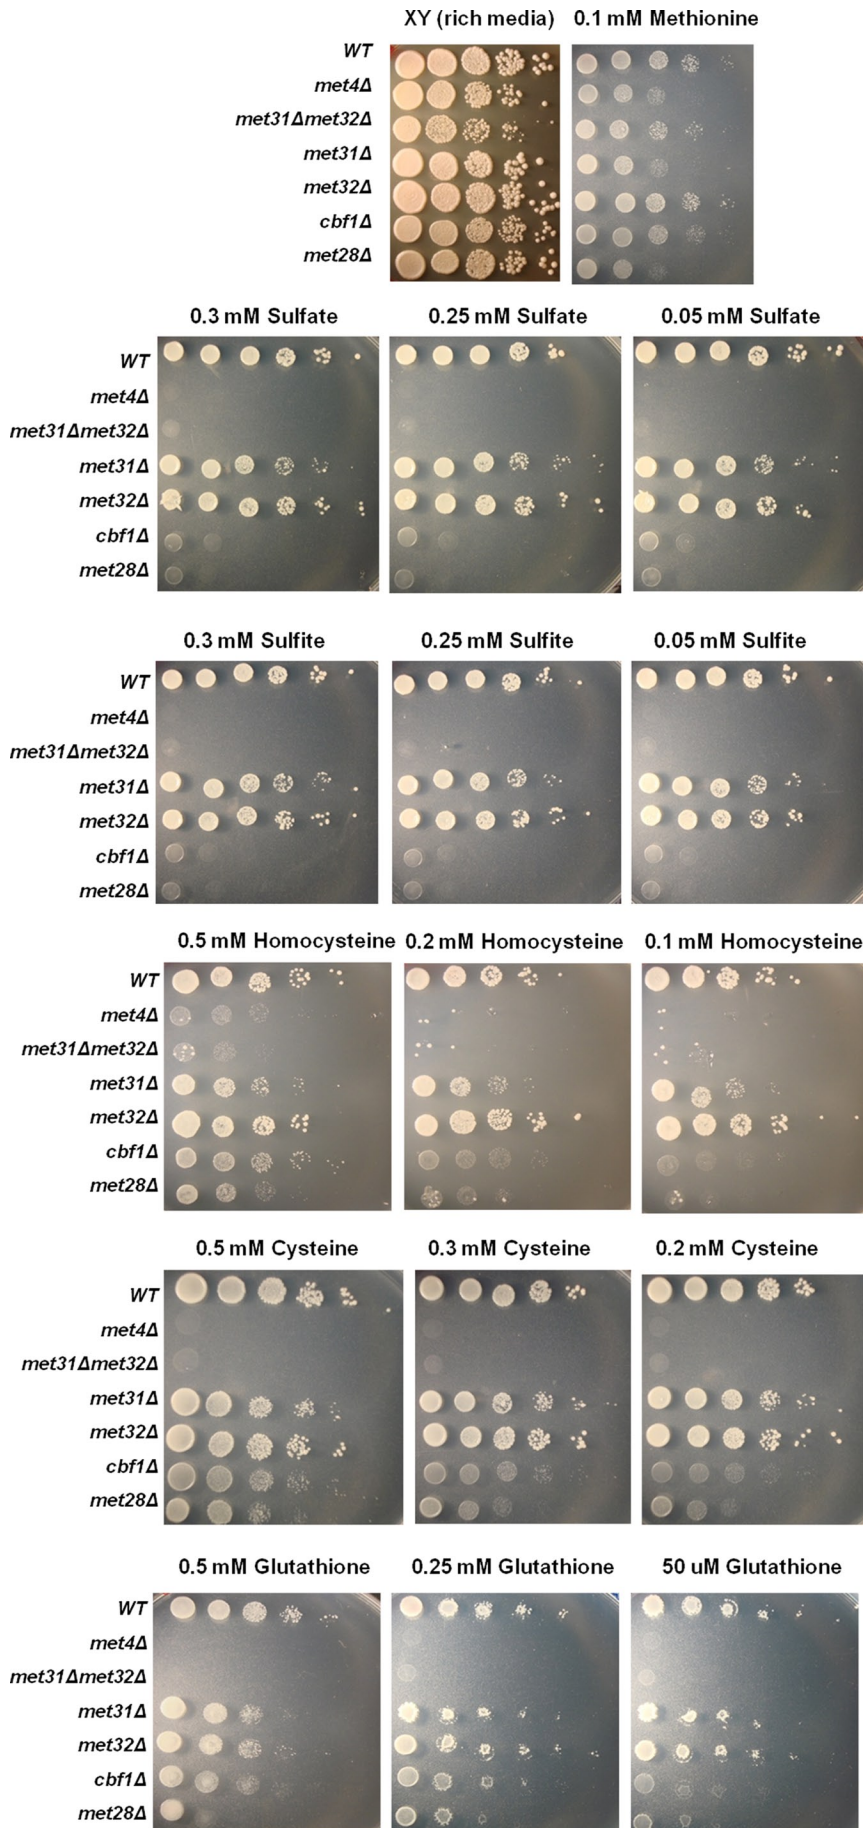 XY (rich media) 0.1 mM Methionine
WT
met4Δ
met31Δmet32Δ
met31Δ
met32Δ
cbf1Δ
met28Δ
0.3 mM Sulfate 0.25 mM Sulfate 0.05 mM Sulfate
WT
met4Δ
met31Δmet32Δ
met31Δ
met32Δ
cbf1Δ
met28Δ
0.3 mM Sulfite 0.25 mM Sulfite 0.05 mM Sulfite
WT
met4Δ
met31Δmet32Δ
met31Δ
met32Δ
cbf1Δ
met28Δ
0.5 mM Homocysteine 0.2 mM Homocysteine 0.1 mM Homocysteine
WT
met4Δ
met31Δmet32Δ
met31Δ
met32Δ
cbf1Δ
met28Δ
0.5 mM Cysteine 0.3 mM Cysteine 0.2 mM Cysteine
WT
met4Δ
met31Δmet32Δ
met31Δ
met32Δ
cbf1Δ
met28Δ
0.5 mM Glutathione 0.25 mM Glutathione 50 uM Glutathione
WT
met4Δ
met31Δmet32Δ
met31Δ
met32Δ
cbf1Δ
met28Δ